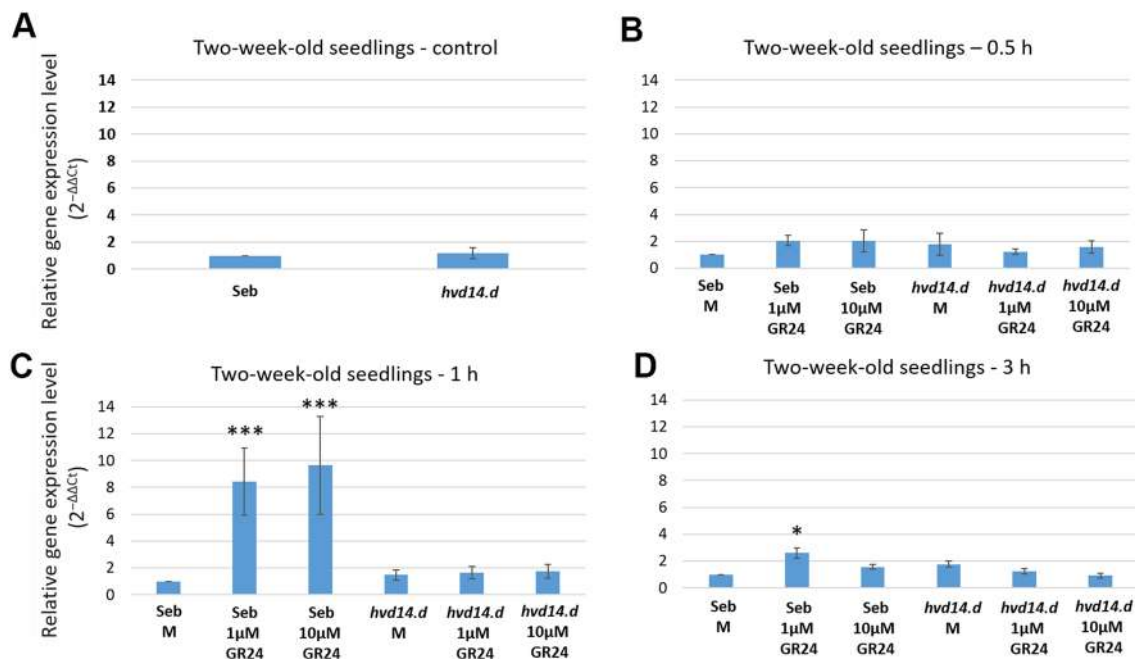 A
Two-week-old seedlings - control
Relative gene expression level
(2⁻ΔΔCt)
14
12
10
8
6
4
2
0
Seb
hvd14.d
B
Two-week-old seedlings – 0.5 h
14
12
10
8
6
4
2
0
Seb M
Seb 1µM GR24
Seb 10µM GR24
hvd14.d M
hvd14.d 1µM GR24
hvd14.d 10µM GR24
C
Two-week-old seedlings - 1 h
Relative gene expression level
(2⁻ΔΔCt)
14
12
10
8
6
4
2
0
***
***
Seb M
Seb 1µM GR24
Seb 10µM GR24
hvd14.d M
hvd14.d 1µM GR24
hvd14.d 10µM GR24
D
Two-week-old seedlings - 3 h
14
12
10
8
6
4
2
0
*
Seb M
Seb 1µM GR24
Seb 10µM GR24
hvd14.d M
hvd14.d 1µM GR24
hvd14.d 10µM GR24